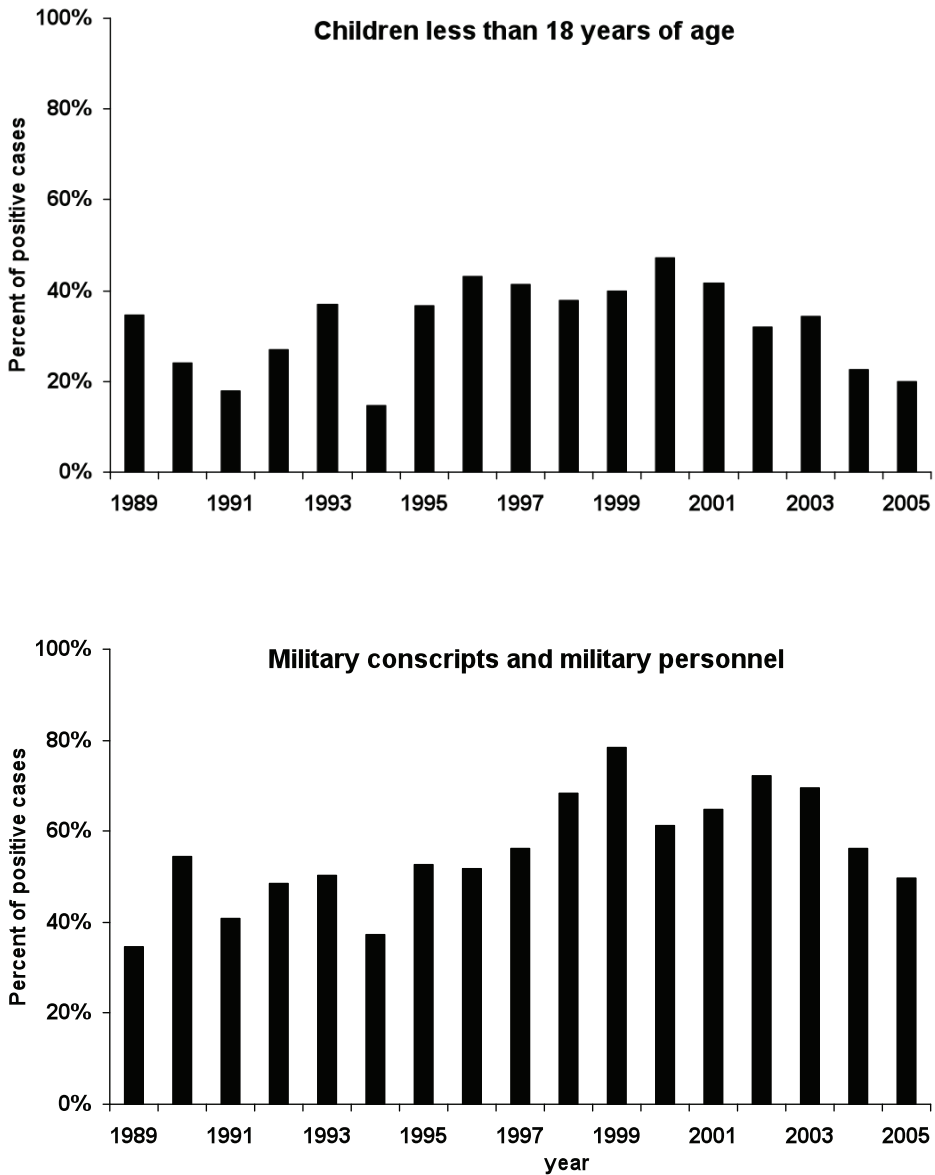 Children less than 18 years of age
Percent of positive cases
100%
80%
60%
40%
20%
0%
1989 1991 1993 1995 1997 1999 2001 2003 2005
Military conscripts and military personnel
Percent of positive cases
100%
80%
60%
40%
20%
0%
1989 1991 1993 1995 1997 1999 2001 2003 2005
year